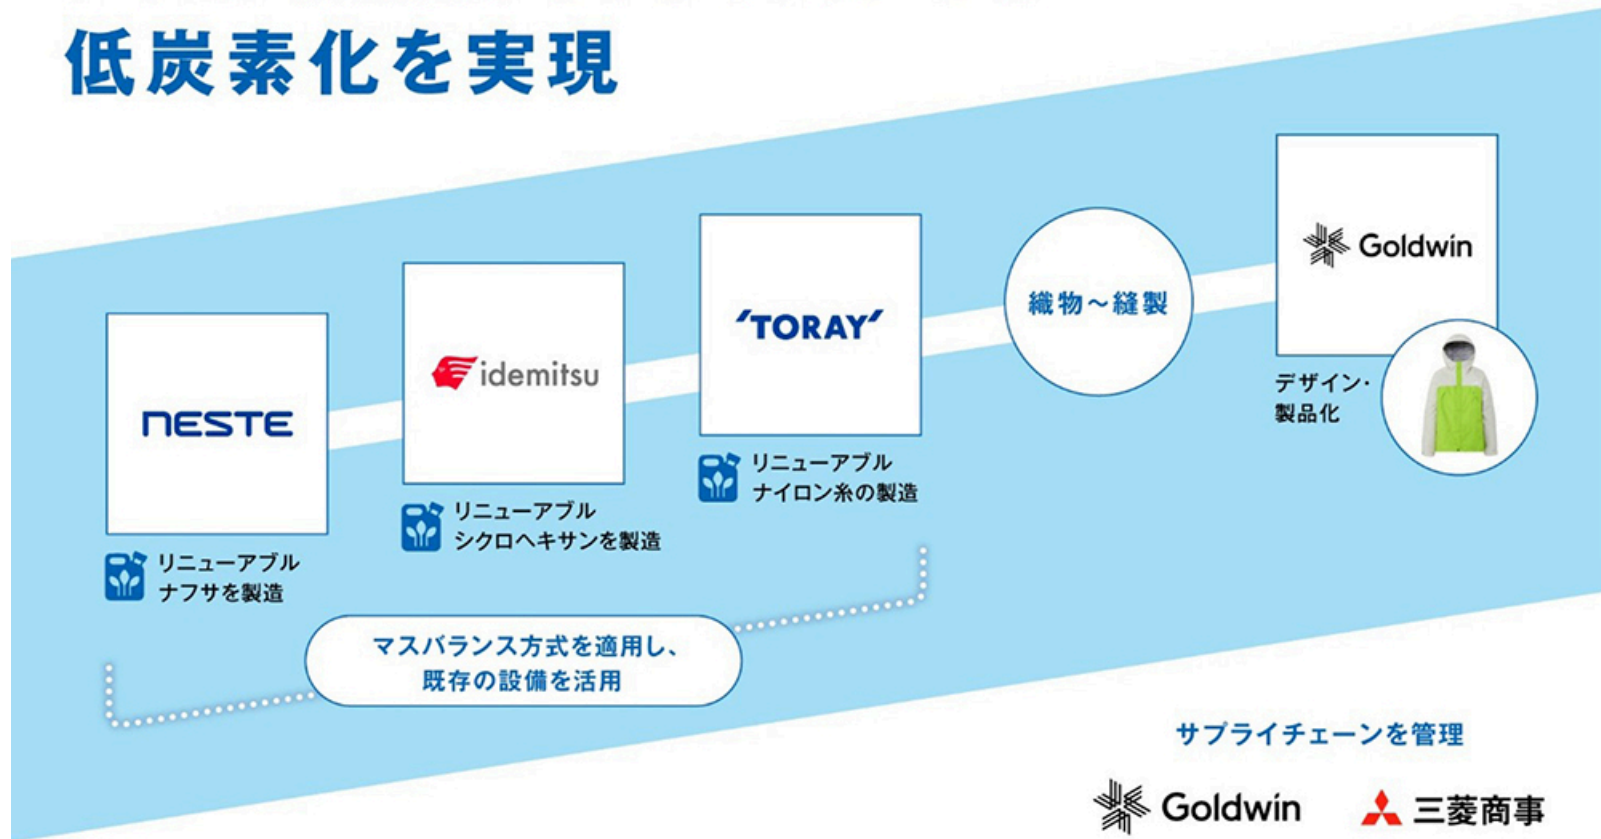 低炭素化を実現
NESTE
リニューアブル
ナフサを製造
idemitsu
リニューアブル
シクロヘキサンを製造
'TORAY'
リニューアブル
ナイロン糸の製造
織物～縫製
Goldwin
デザイン・
製品化
マスバランス方式を適用し、
既存の設備を活用
サプライチェーンを管理
Goldwin 三菱商事